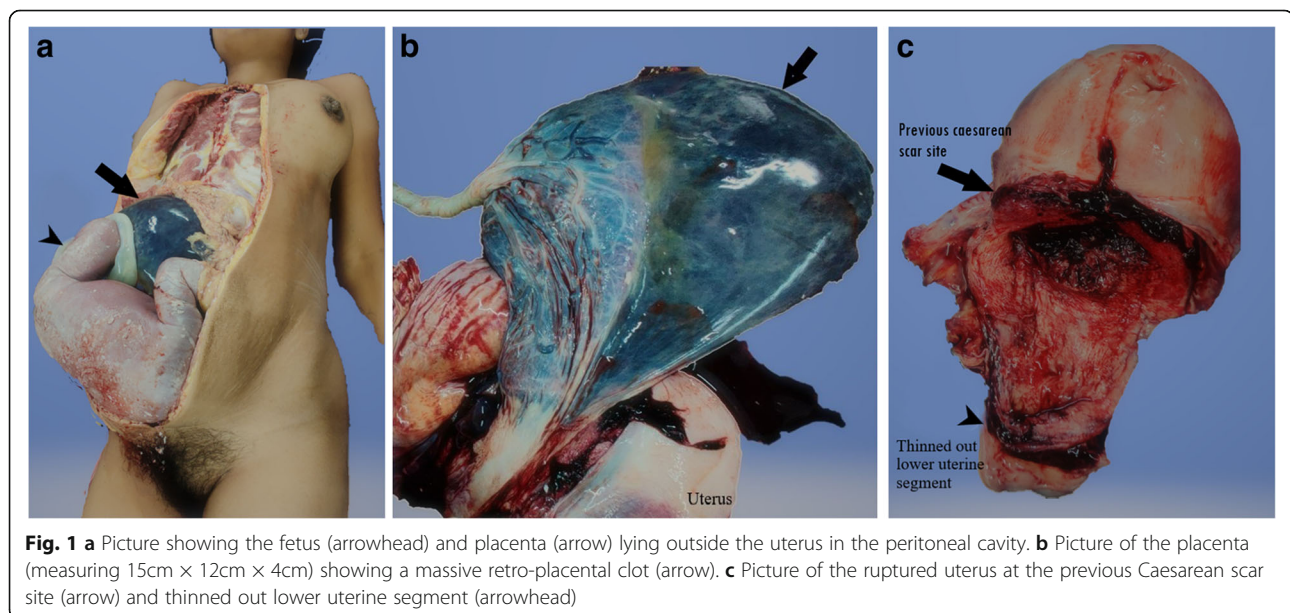 a
b
c
Previous caesarean
scar site
Thinned out
lower uterine
segment
Uterus
Fig. 1 a Picture showing the fetus (arrowhead) and placenta (arrow) lying outside the uterus in the peritoneal cavity. b Picture of the placenta
(measuring 15cm × 12cm × 4cm) showing a massive retro-placental clot (arrow). c Picture of the ruptured uterus at the previous Caesarean scar
site (arrow) and thinned out lower uterine segment (arrowhead)